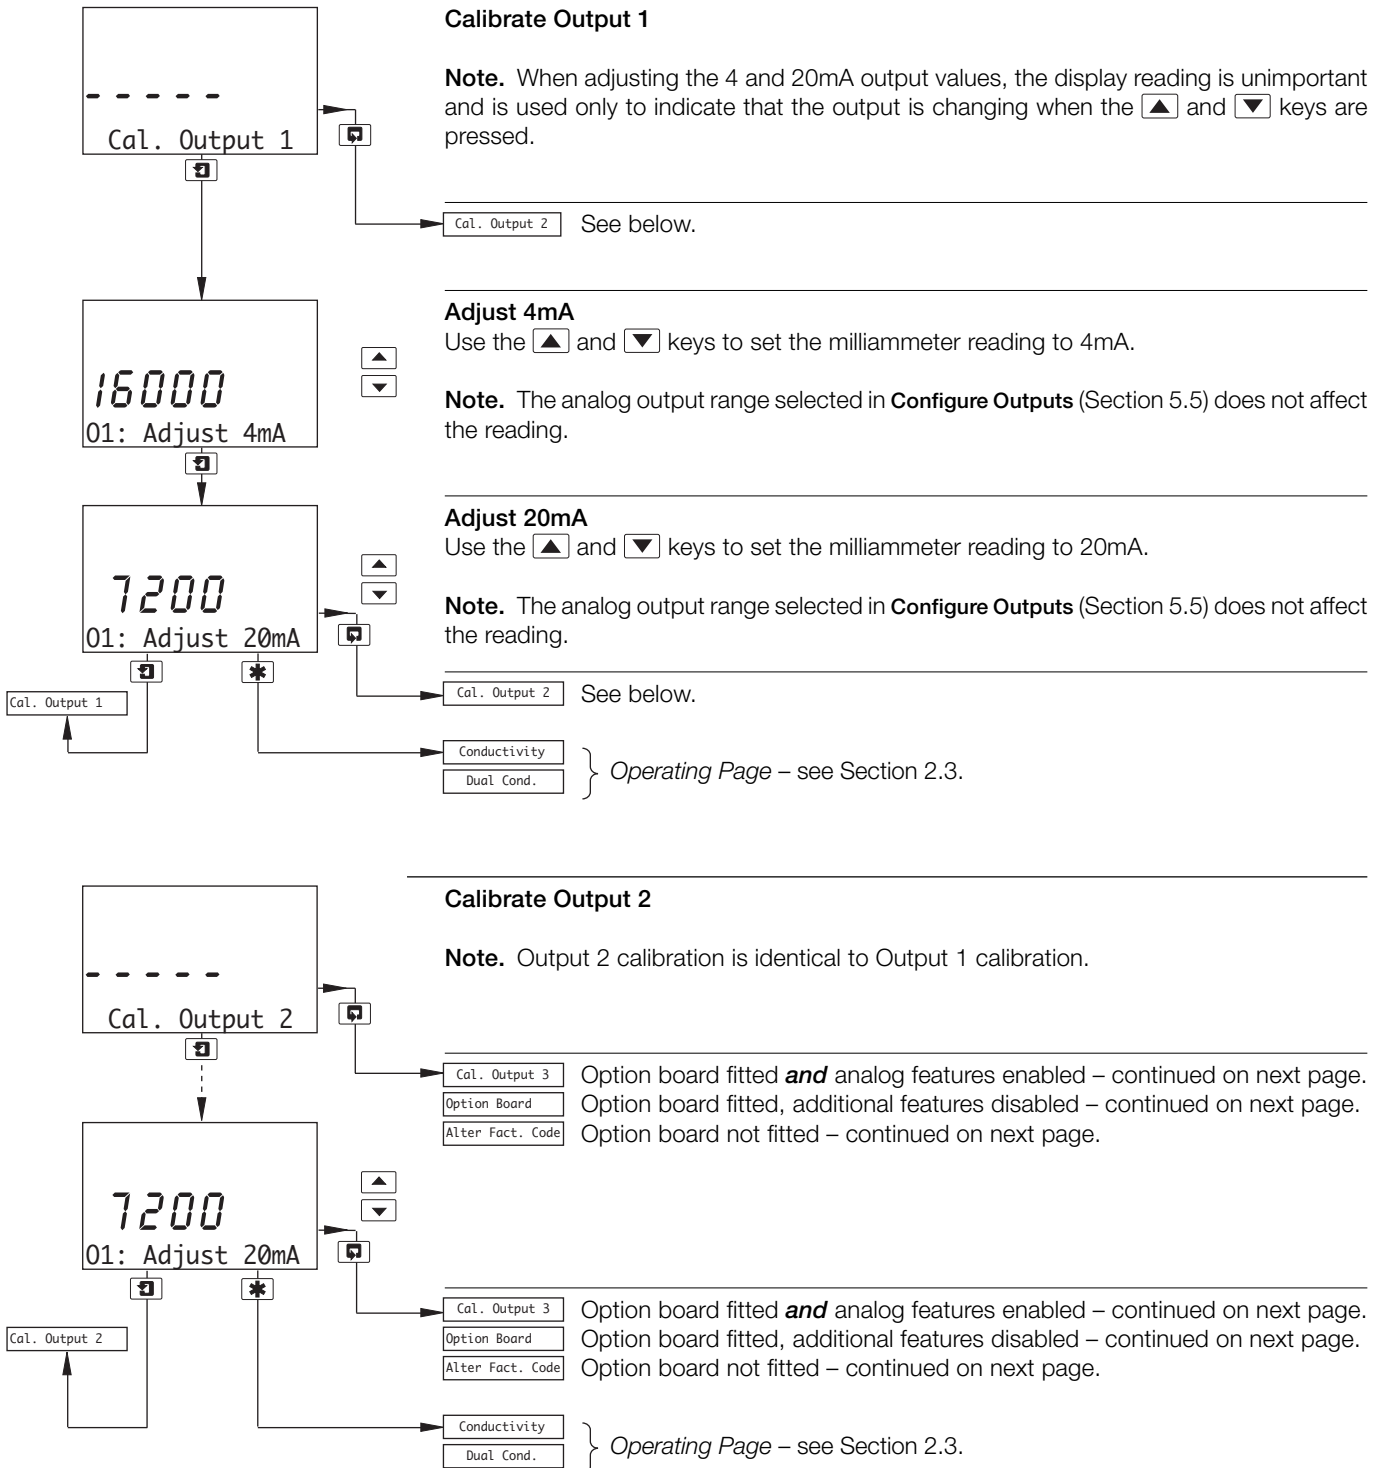 Calibrate Output 1
Note. When adjusting the 4 and 20mA output values, the display reading is unimportant
and is used only to indicate that the output is changing when the ▲ and ▼ keys are
pressed.
- - - - -
Cal. Output 1
Cal. Output 2 See below.
Adjust 4mA
Use the ▲ and ▼ keys to set the milliammeter reading to 4mA.
Note. The analog output range selected in Configure Outputs (Section 5.5) does not affect
the reading.
16000
O1: Adjust 4mA
Adjust 20mA
Use the ▲ and ▼ keys to set the milliammeter reading to 20mA.
Note. The analog output range selected in Configure Outputs (Section 5.5) does not affect
the reading.
7200
O1: Adjust 20mA
Cal. Output 1
Cal. Output 2 See below.
Conductivity
Dual Cond.
Operating Page – see Section 2.3.
Calibrate Output 2
Note. Output 2 calibration is identical to Output 1 calibration.
- - - - -
Cal. Output 2
Cal. Output 3 Option board fitted and analog features enabled – continued on next page.
Option Board Option board fitted, additional features disabled – continued on next page.
Alter Fact. Code Option board not fitted – continued on next page.
7200
O1: Adjust 20mA
Cal. Output 2
Cal. Output 3 Option board fitted and analog features enabled – continued on next page.
Option Board Option board fitted, additional features disabled – continued on next page.
Alter Fact. Code Option board not fitted – continued on next page.
Conductivity
Dual Cond.
Operating Page – see Section 2.3.